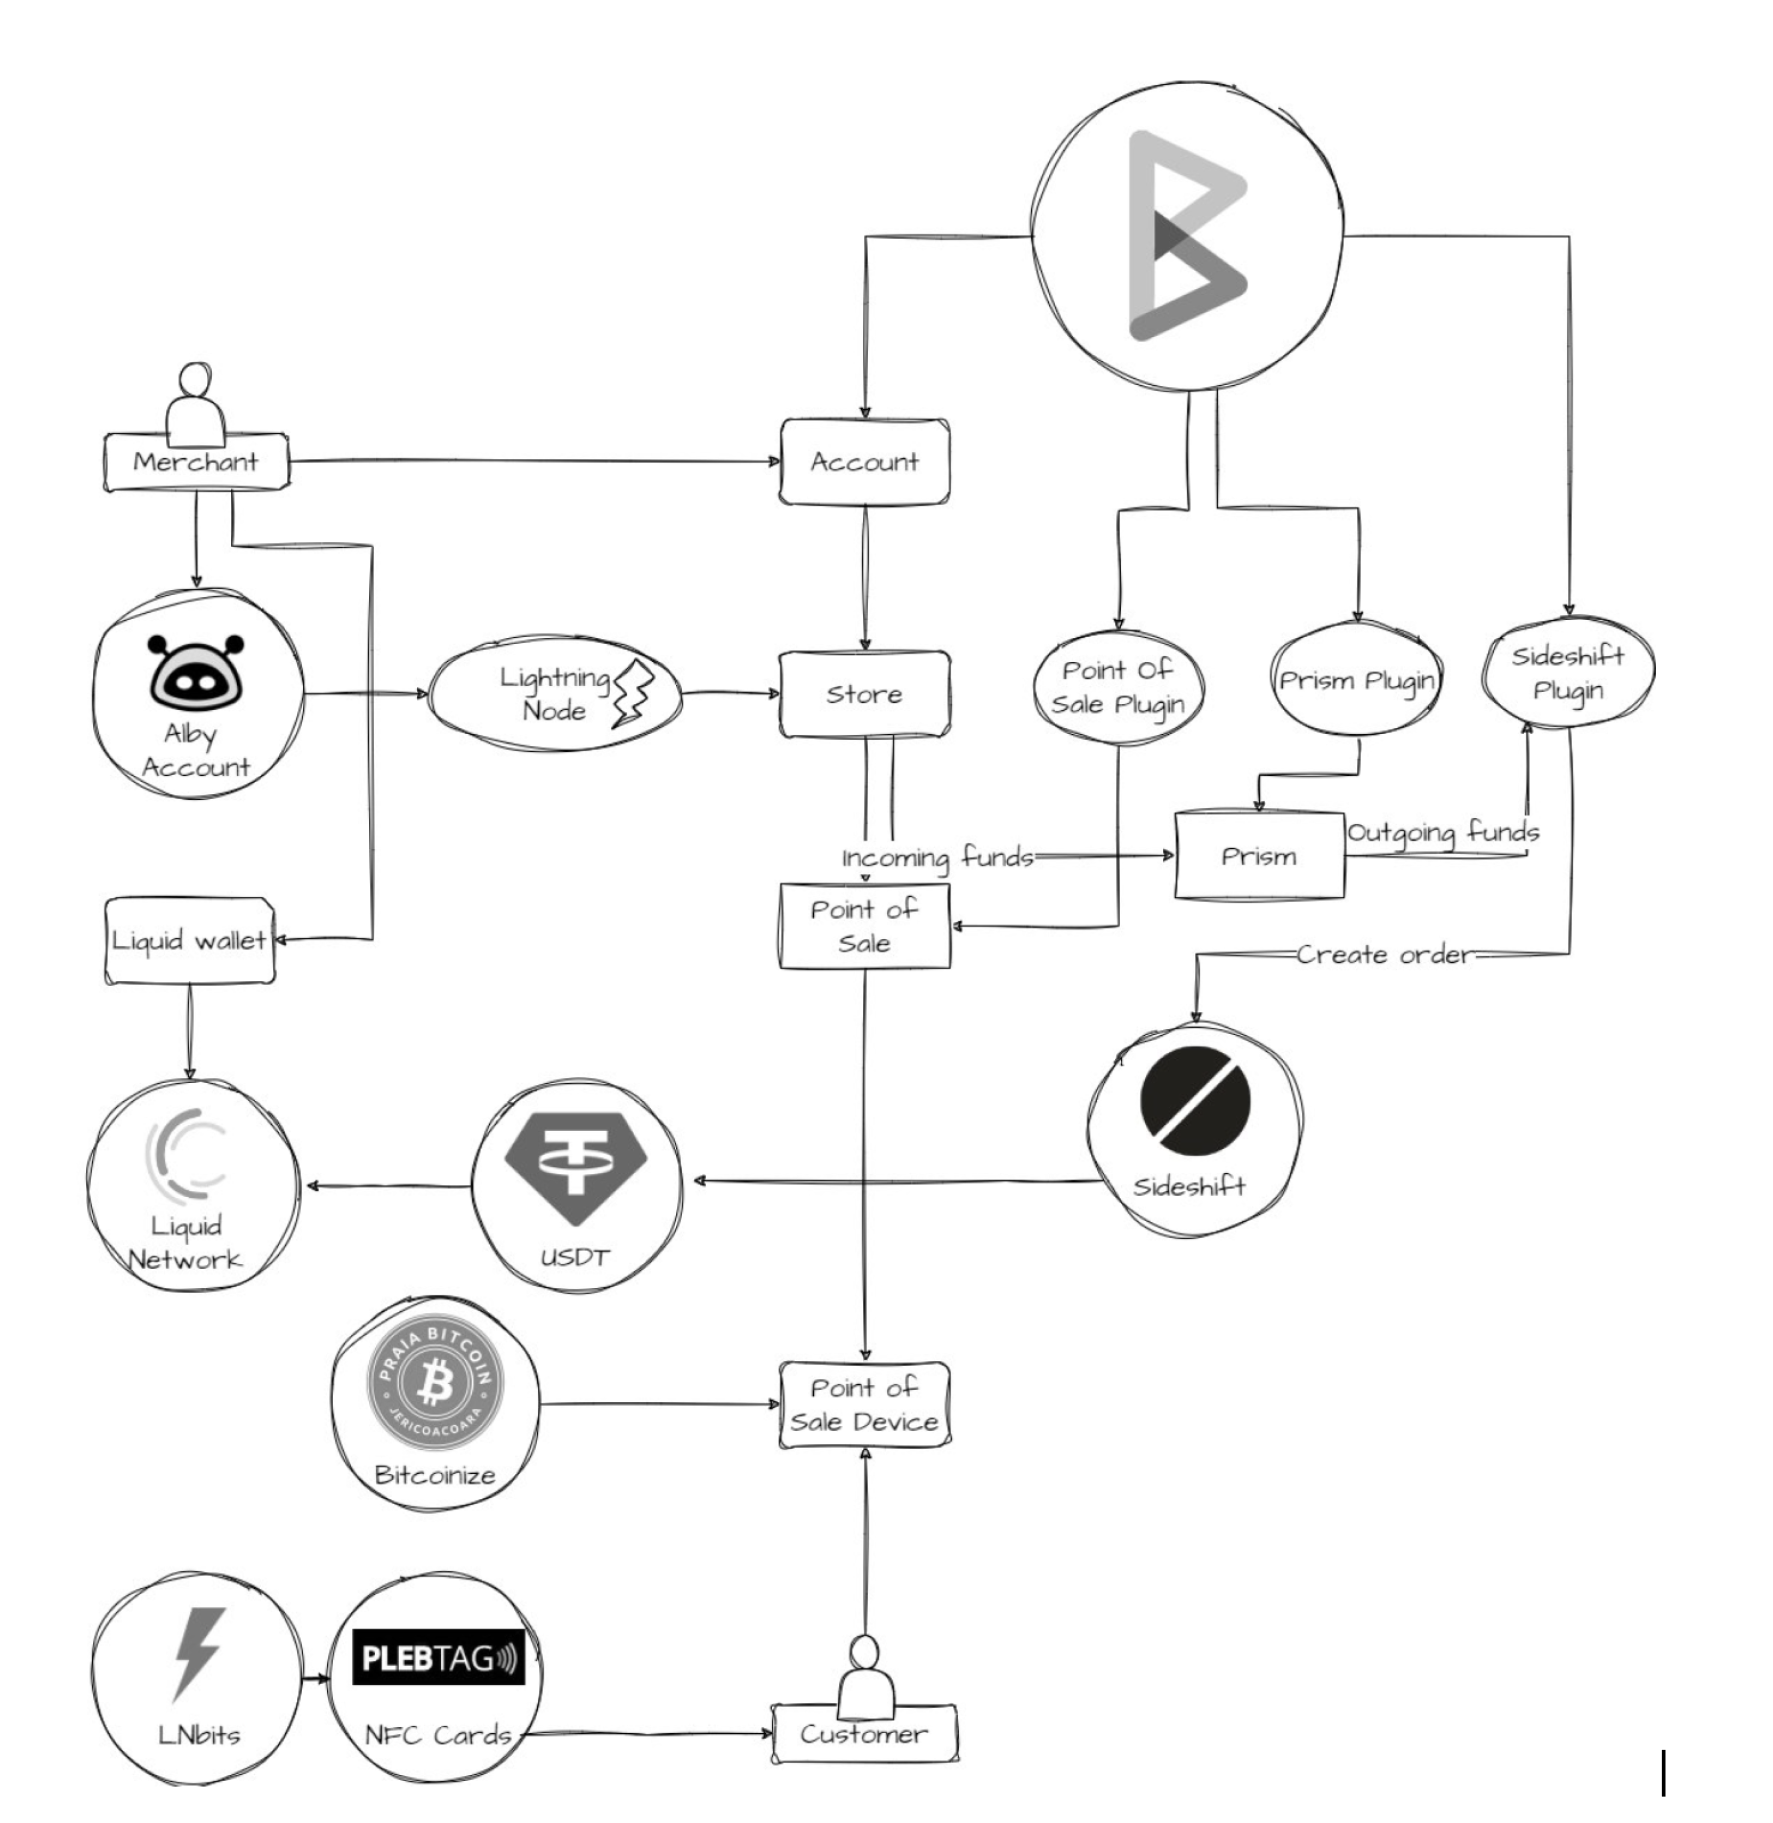 Merchant
Account
Alby
Account
Lightning
Node
Store
Point Of
Sale Plugin
Prism Plugin
Sideshift
Plugin
Incoming funds
Prism
Outgoing funds
Liquid wallet
Point of
Sale
Create order
Liquid
Network
USDT
Sideshift
PRAIA BITCOIN
JERICOACOARA
Bitcoinize
Point of
Sale Device
LNbits
PLEBTAG
NFC Cards
Customer